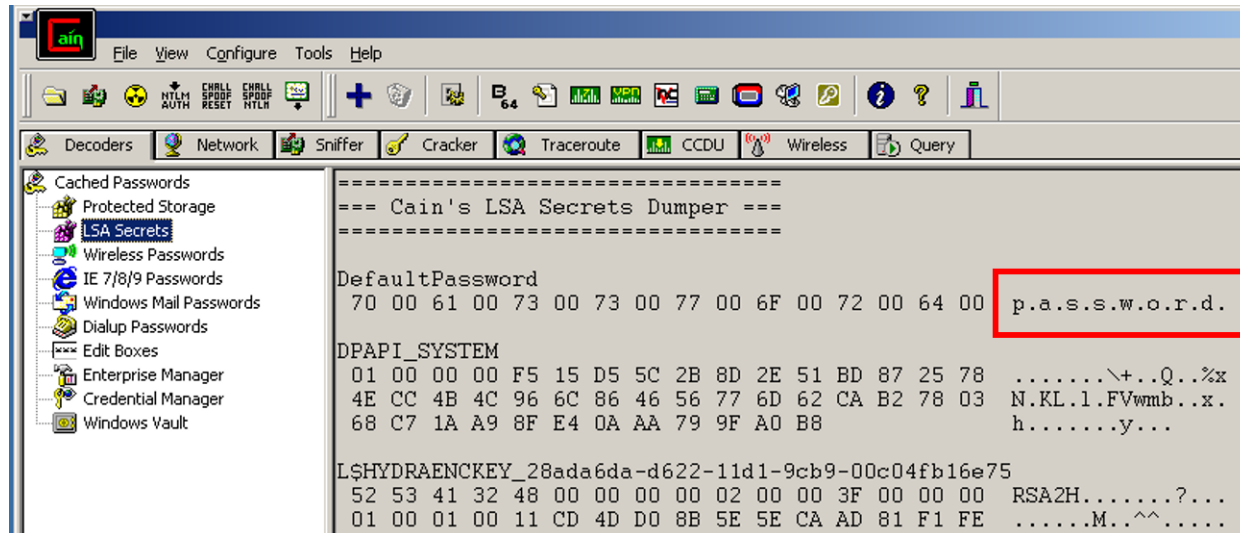 Cain
File View Configure Tools Help
NTLM AUTH CHALL SPOOF RESET CHALL SPOOF NTLM B64
Decoders Network Sniffer Cracker Traceroute CCDU Wireless Query
Cached Passwords
Protected Storage
LSA Secrets
Wireless Passwords
IE 7/8/9 Passwords
Windows Mail Passwords
Dialup Passwords
Edit Boxes
Enterprise Manager
Credential Manager
Windows Vault
=================================
=== Cain's LSA Secrets Dumper ===
=================================
DefaultPassword
70 00 61 00 73 00 73 00 77 00 6F 00 72 00 64 00 p.a.s.s.w.o.r.d.
DPAPI_SYSTEM
01 00 00 00 F5 15 D5 5C 2B 8D 2E 51 BD 87 25 78 .......\+..Q..%x
4E CC 4B 4C 96 6C 86 46 56 77 6D 62 CA B2 78 03 N.KL.l.FVwmb..x.
68 C7 1A A9 8F E4 0A AA 79 9F A0 B8 h.......y...
L$HYDRAENCKEY_28ada6da-d622-11d1-9cb9-00c04fb16e75
52 53 41 32 48 00 00 00 00 02 00 00 3F 00 00 00 RSA2H.......?...
01 00 01 00 11 CD 4D D0 8B 5E 5E CA AD 81 F1 FE ......M..^^.....